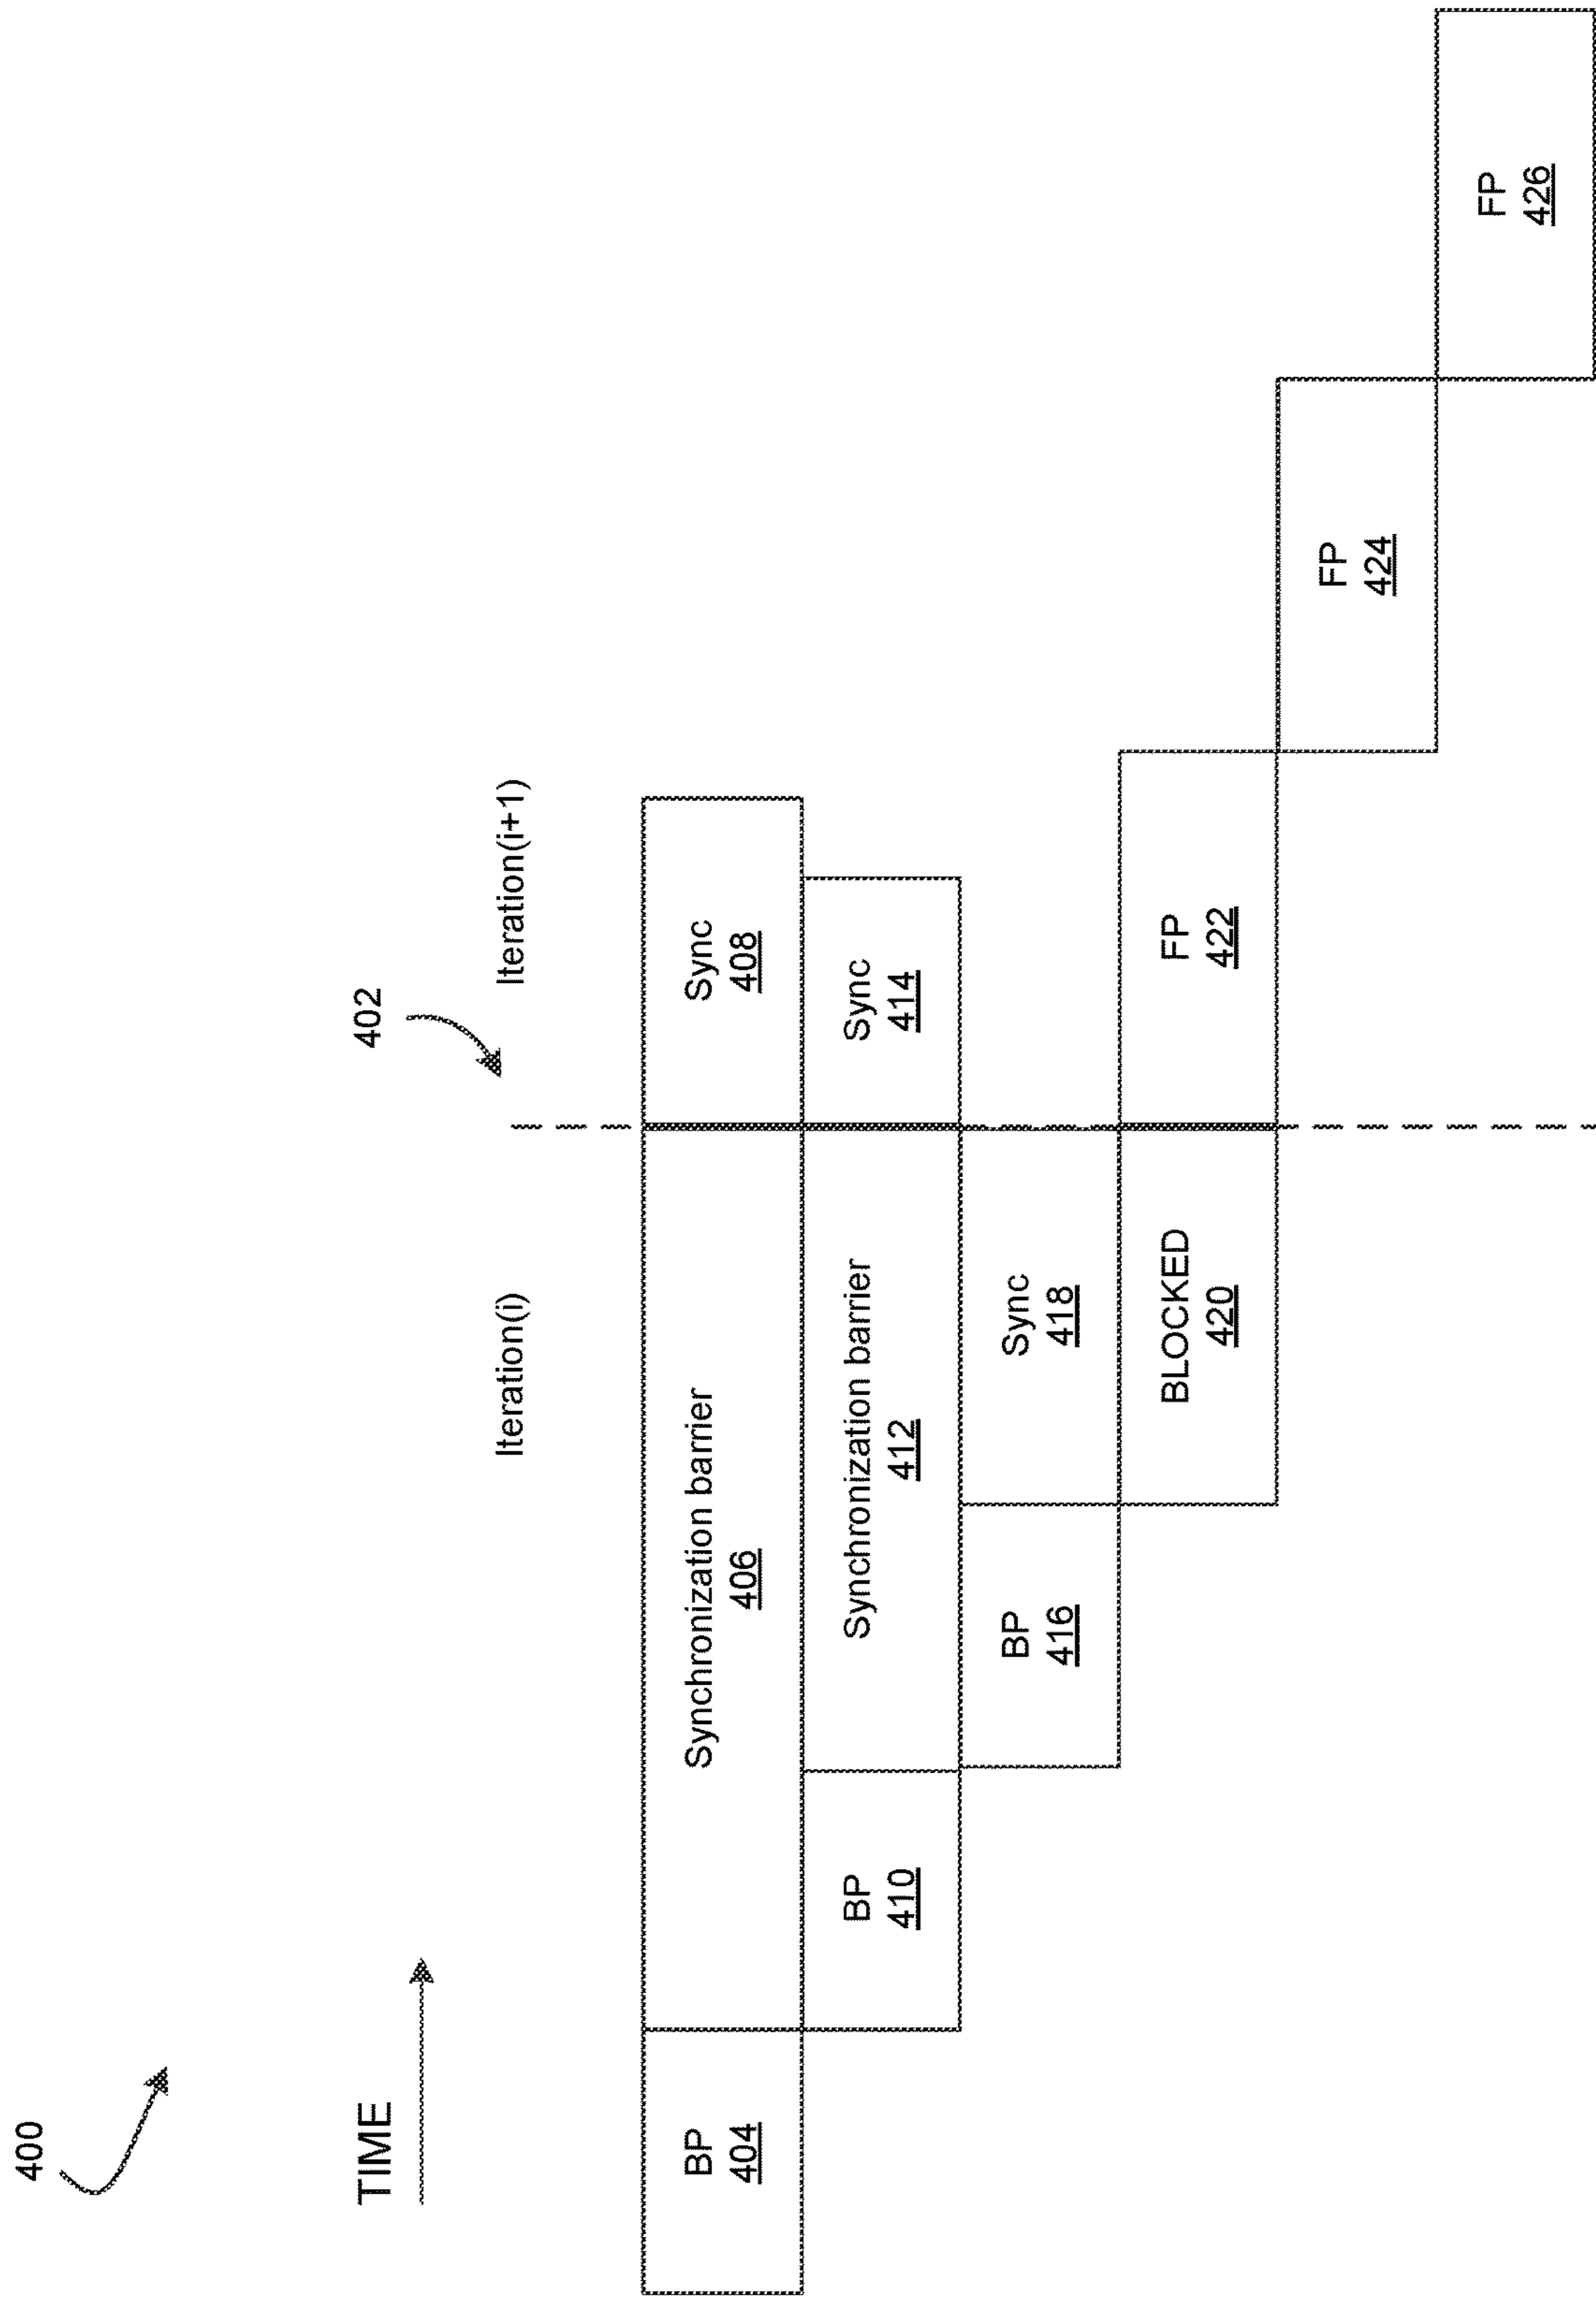 400
402
TIME
Iteration(i)
Iteration(i+1)
BP
404
Synchronization barrier
406
Sync
408
BP
410
Synchronization barrier
412
Sync
414
BP
416
Sync
418
BLOCKED
420
FP
422
FP
424
FP
426